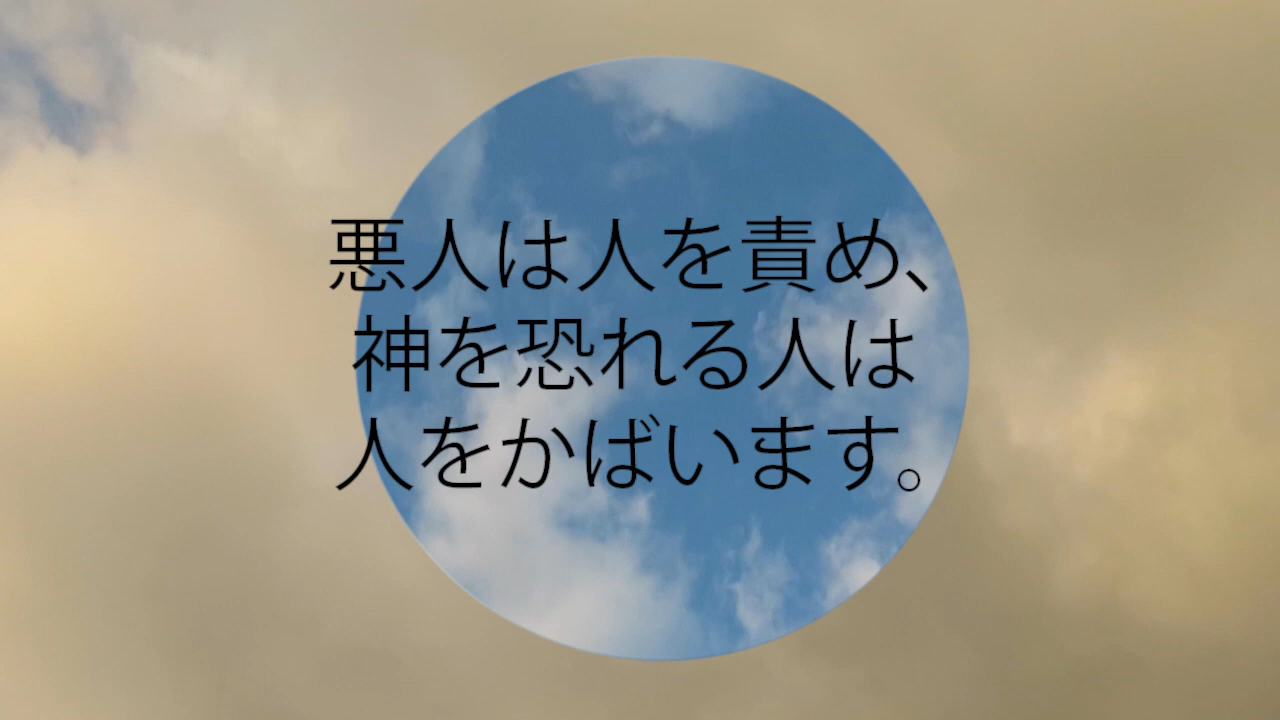 悪人は人を責め、
神を恐れる人は
人をかばいます。